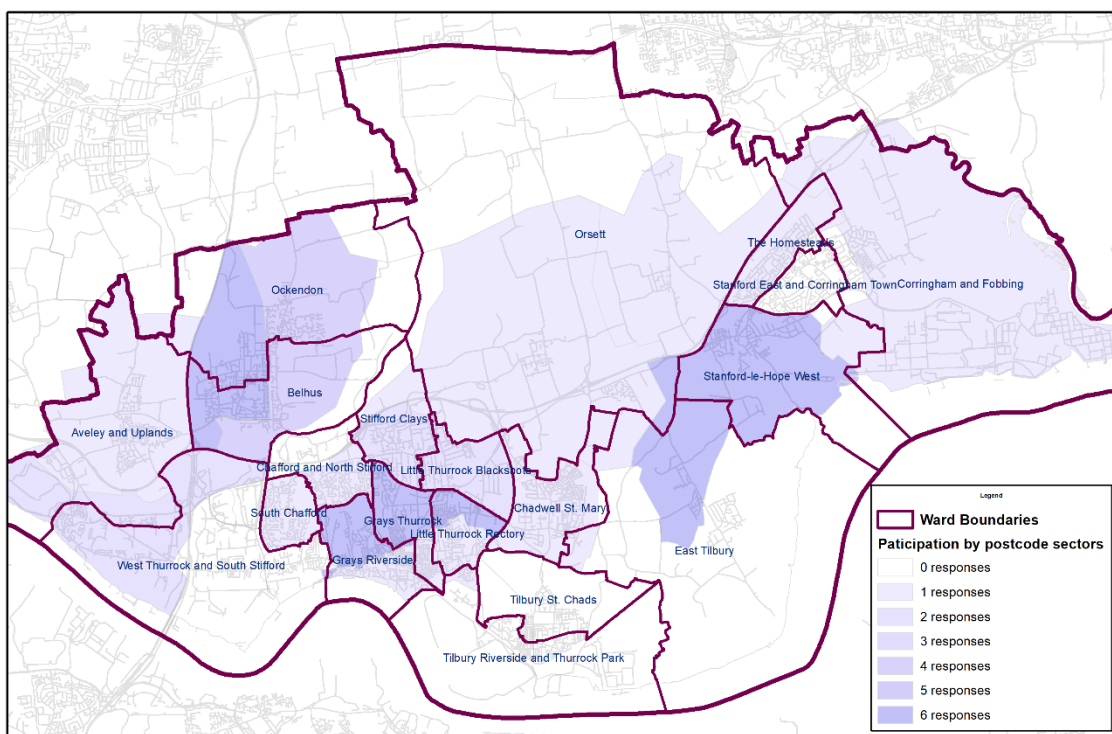 Orsett
The Homesteads
Ockendon
Stanford East and Corringham Town
Corringham and Fobbing
Stanford-le-Hope West
Belhus
Stifford Clays
Aveley and Uplands
Chafford and North Stifford
Little Thurrock Blackshots
South Chafford
Grays Thurrock
Chadwell St. Mary
Little Thurrock Rectory
East Tilbury
West Thurrock and South Stifford
Grays Riverside
Tilbury St. Chads
Tilbury Riverside and Thurrock Park
Legend
Ward Boundaries
Paticipation by postcode sectors
0 responses
1 responses
2 responses
3 responses
4 responses
5 responses
6 responses